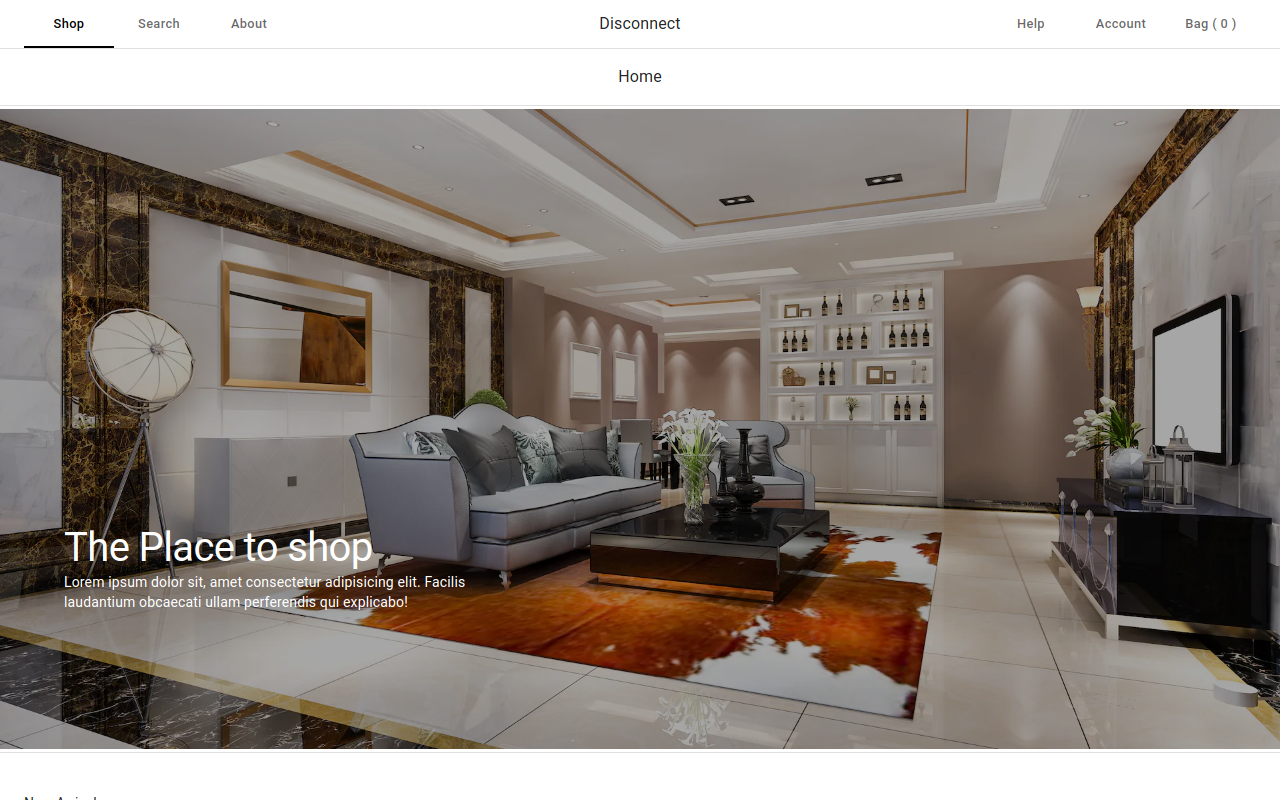 Shop Search About Disconnect Help Account Bag ( 0 )
Home
The Place to shop
Lorem ipsum dolor sit, amet consectetur adipisicing elit. Facilis
laudantium obcaecati ullam perferendis qui explicabo!